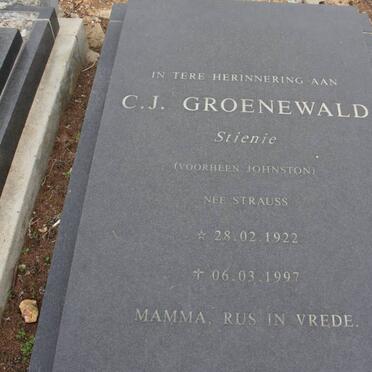 IN TERE HERINNERING AAN
C.J. GROENEWALD
Stienie
(VOORHEEN JOHNSTON)
NEE STRAUSS
☆ 28.02.1922
✝ 06.03.1997
MAMMA, RUS IN VREDE.